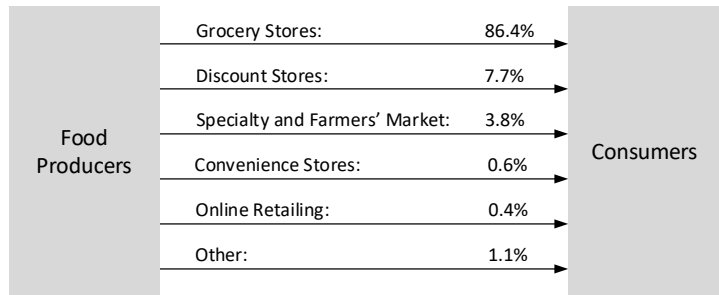 Food
Producers
Grocery Stores: 86.4%
Discount Stores: 7.7%
Specialty and Farmers’ Market: 3.8%
Convenience Stores: 0.6%
Online Retailing: 0.4%
Other: 1.1%
Consumers